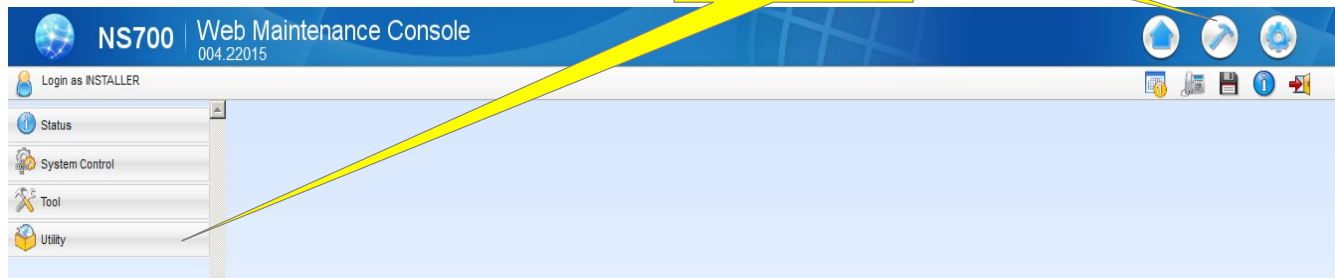 NS700
Web Maintenance Console
004.22015
Login as INSTALLER
Status
System Control
Tool
Utility